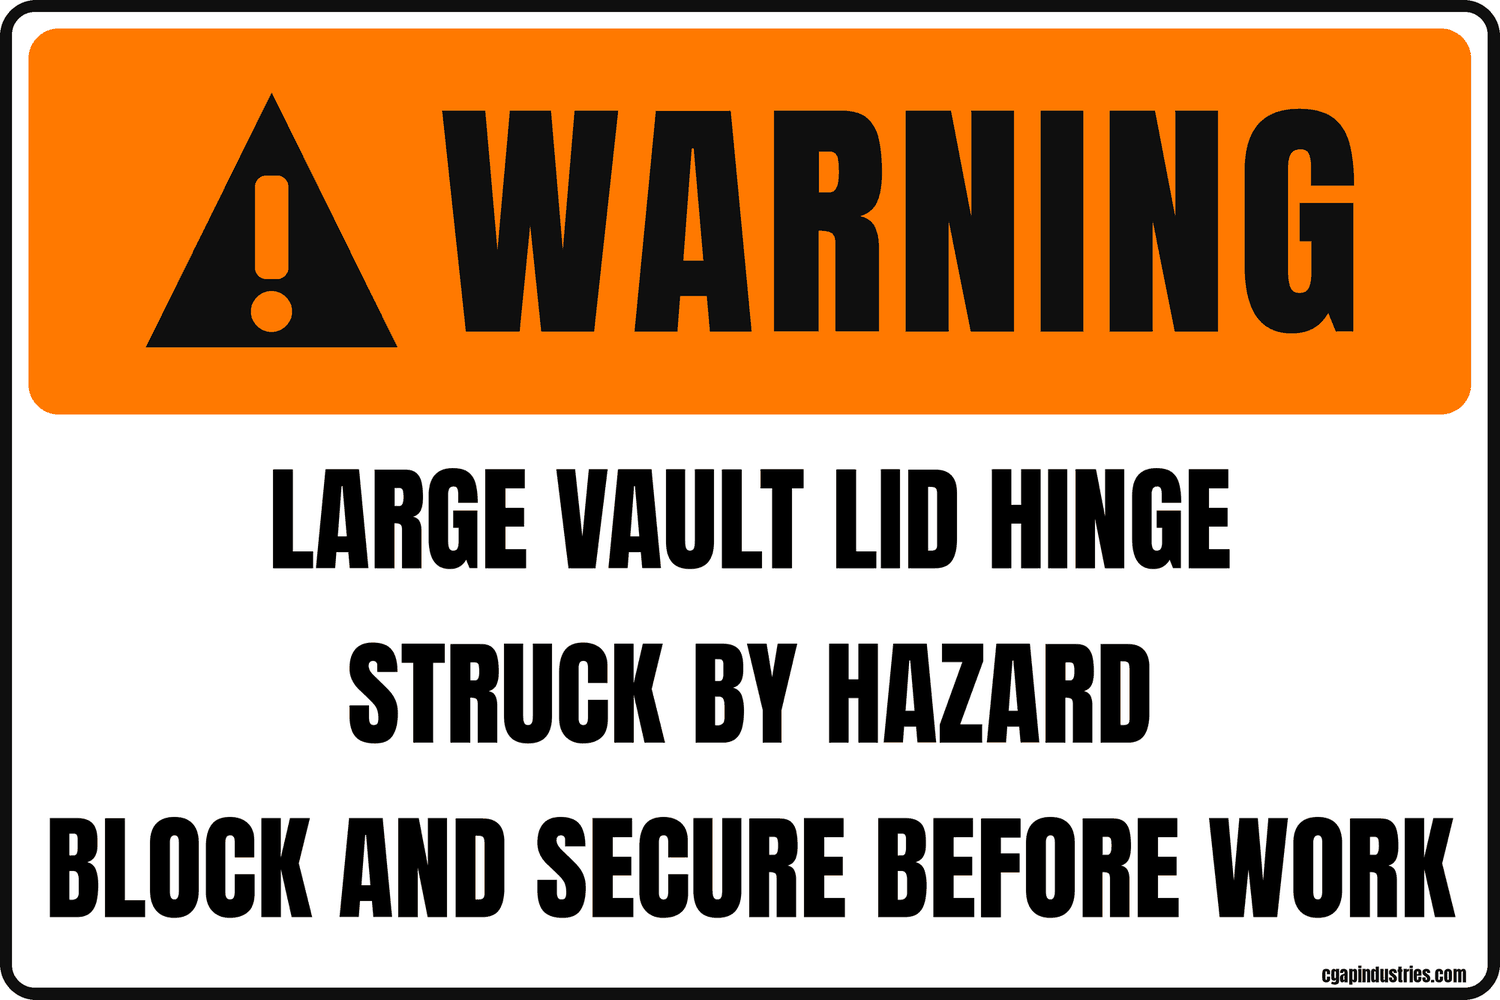 WARNING
LARGE VAULT LID HINGE
STRUCK BY HAZARD
BLOCK AND SECURE BEFORE WORK
cgapindustries.com